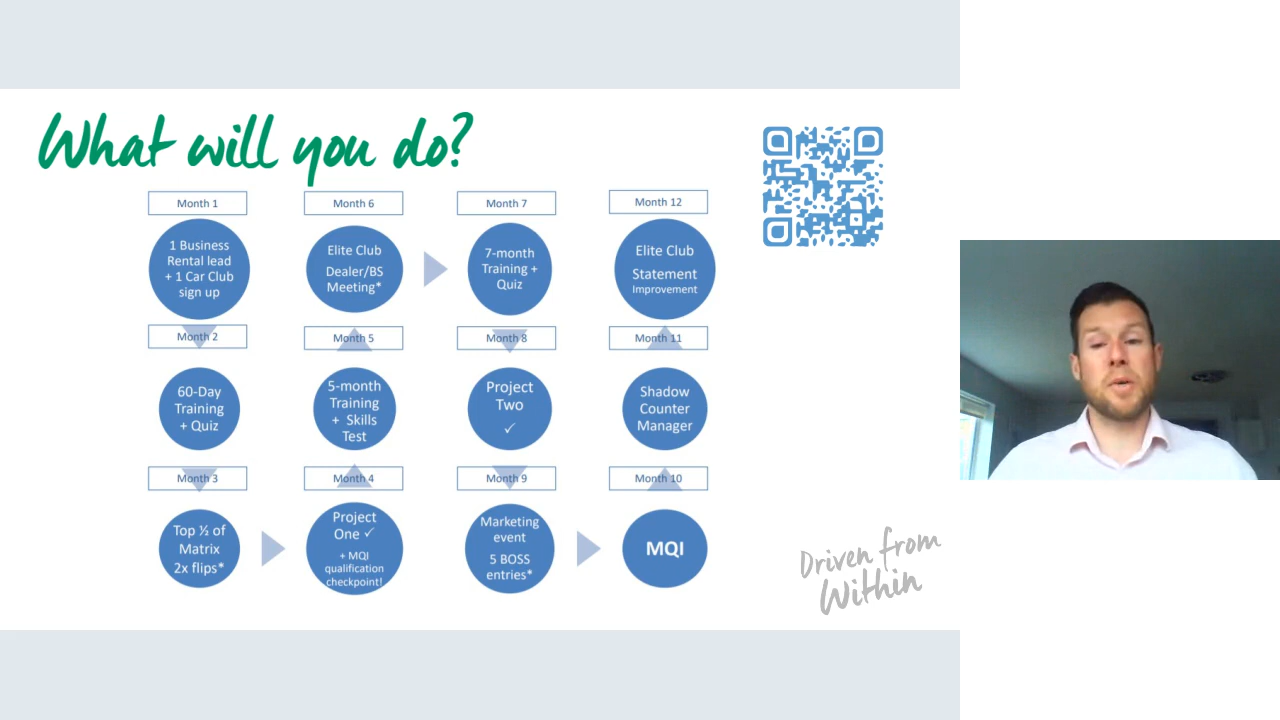 What will you do?
Month 1
1 Business
Rental lead
+ 1 Car Club
sign up
Month 2
60-Day
Training
+ Quiz
Month 3
Top ½ of
Matrix
2x flips*
Month 4
Project
One ✓
+ MQI
qualification
checkpoint!
Month 5
5-month
Training
+ Skills
Test
Month 6
Elite Club
Dealer/BS
Meeting*
Month 7
7-month
Training +
Quiz
Month 8
Project
Two
✓
Month 9
Marketing
event
5 BOSS
entries*
Month 10
MQI
Month 11
Shadow
Counter
Manager
Month 12
Elite Club
Statement
Improvement
Driven from
Within